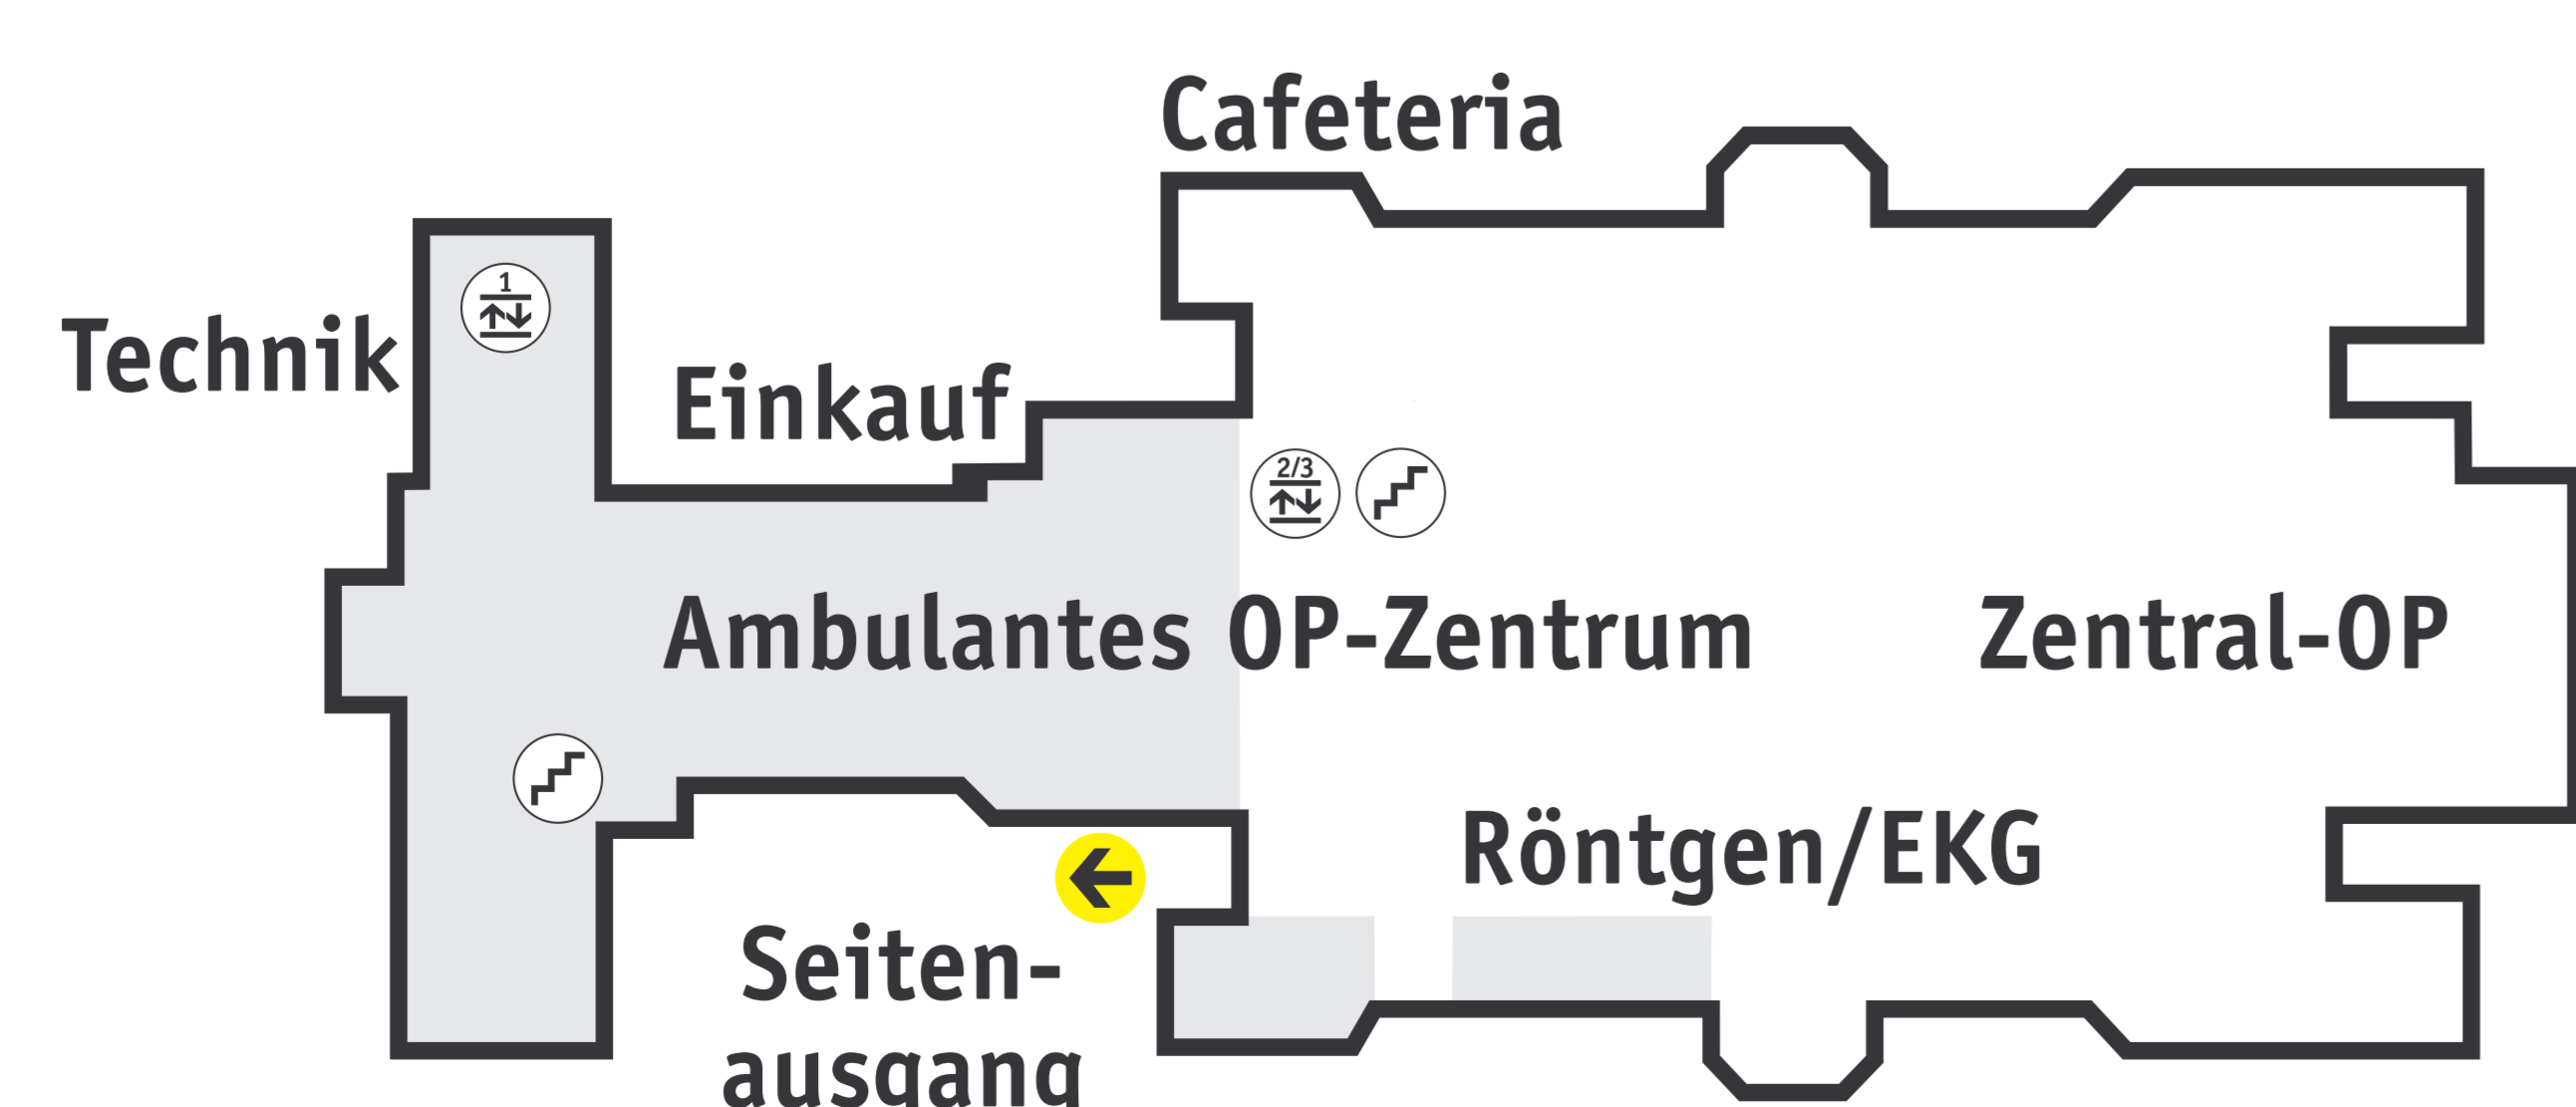 Cafeteria
1
Technik
Einkauf
2/3
Ambulantes OP-Zentrum
Zentral-OP
Röntgen/EKG
Seiten-
ausgang